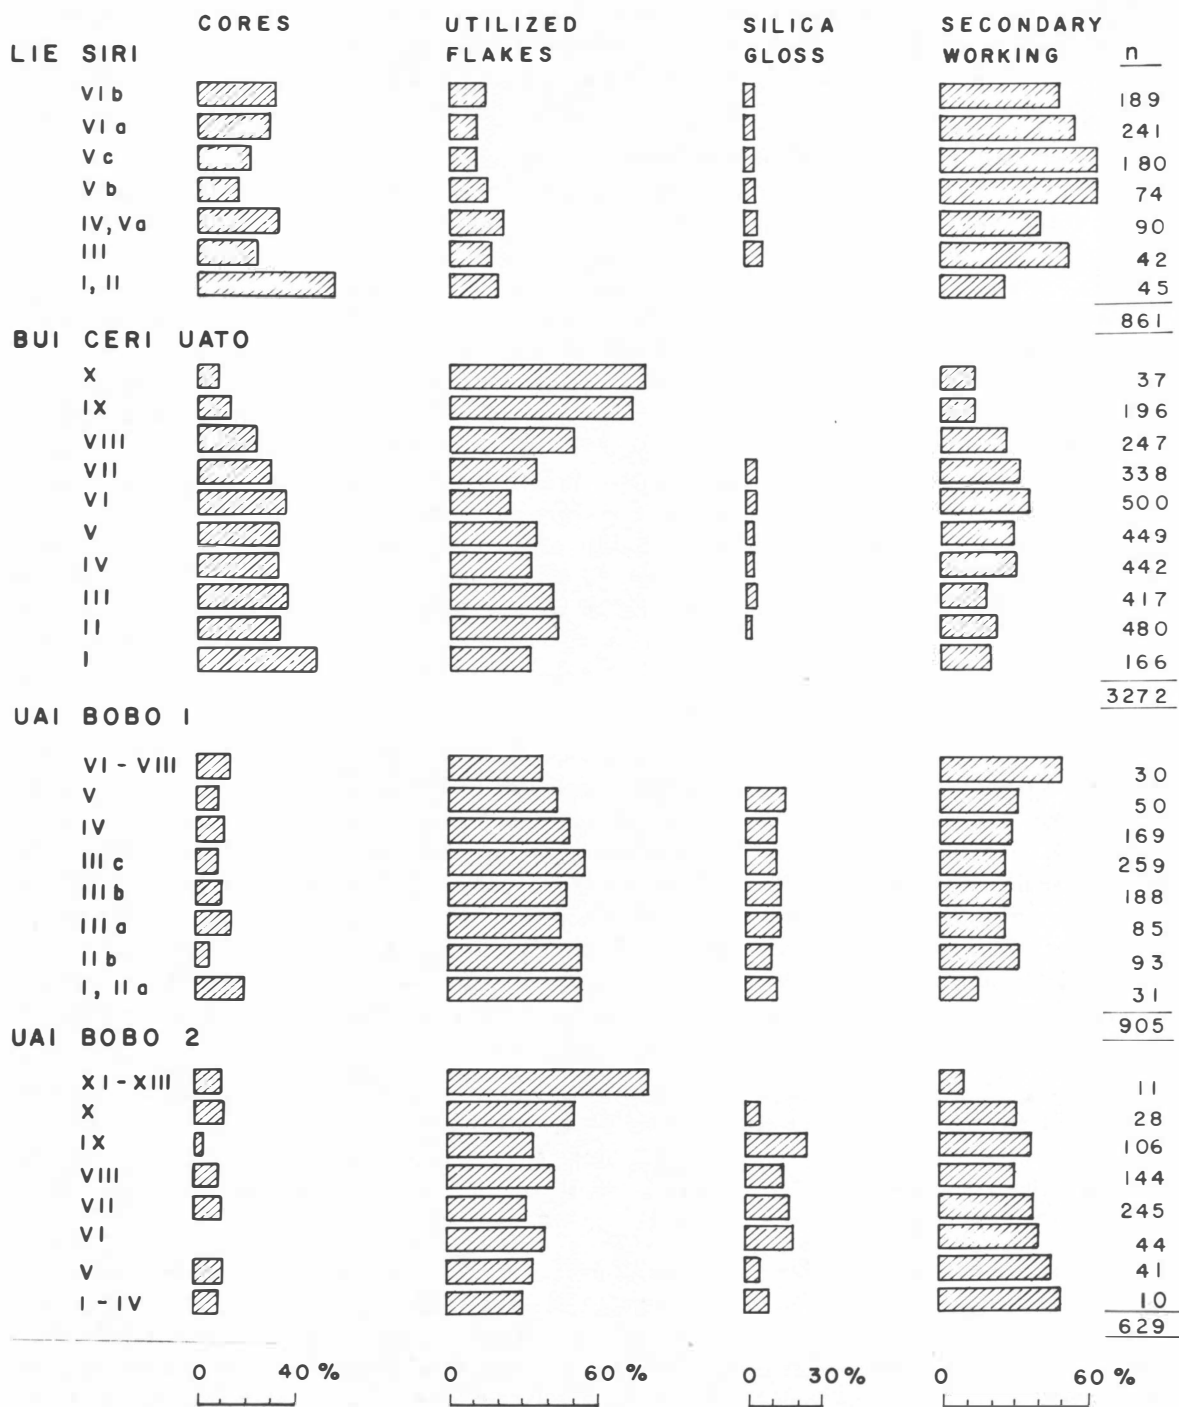 CORES UTILIZED FLAKES SILICA GLOSS SECONDARY WORKING n
LIE SIRI
VI b 189
VI a 241
V c 180
V b 74
IV, Va 90
III 42
I, II 45
861
BUI CERI UATO
X 37
IX 196
VIII 247
VII 338
VI 500
V 449
IV 442
III 417
II 480
I 166
3272
UAI BOBO 1
VI - VIII 30
V 50
IV 169
III c 259
III b 188
III a 85
II b 93
I, II a 31
905
UAI BOBO 2
XI - XIII 11
X 28
IX 106
VIII 144
VII 245
VI 44
V 41
I - IV 10
629
0 40% 0 60% 0 30% 0 60%